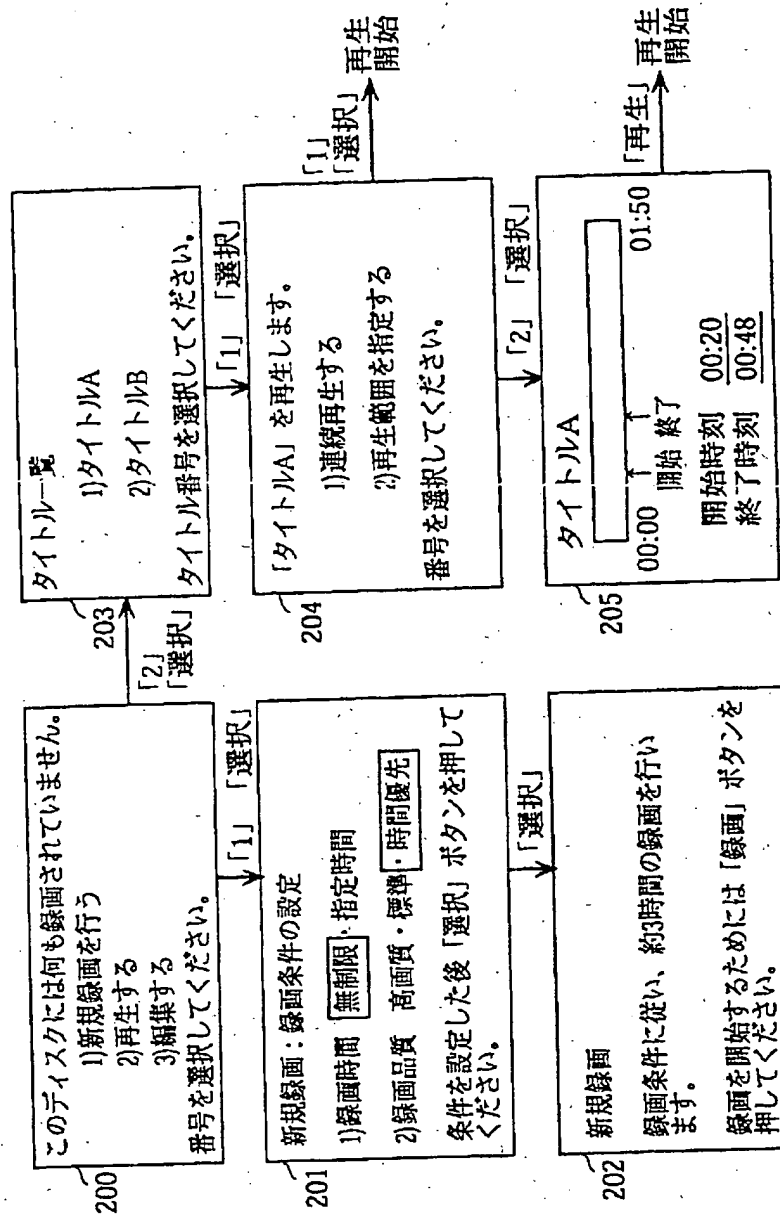 このディスクには何も録画されていません。
1)新規録画を行う
2)再生する
3)編集する
番号を選択してください。
200
「2」
「選択」
「1」 「選択」
新規録画：録画条件の設定
1)録画時間 無制限・指定時間
2)録画品質 高画質・標準・時間優先
条件を設定した後「選択」ボタンを押して
ください。
201
「選択」
新規録画
録画条件に従い、約3時間の録画を行い
ます。
録画を開始するためには「録画」ボタンを
押してください。
202
タイトル一覧
1)タイトルA
2)タイトルB
タイトル番号を選択してください。
203
「1」 「選択」
「タイトルA」を再生します。
1)連続再生する
2)再生範囲を指定する
番号を選択してください。
204
「1」
「選択」
再生
開始
「2」 「選択」
タイトルA
00:00
01:50
開始 終了
開始時刻 00:20
終了時刻 00:48
205
「再生」
再生
開始